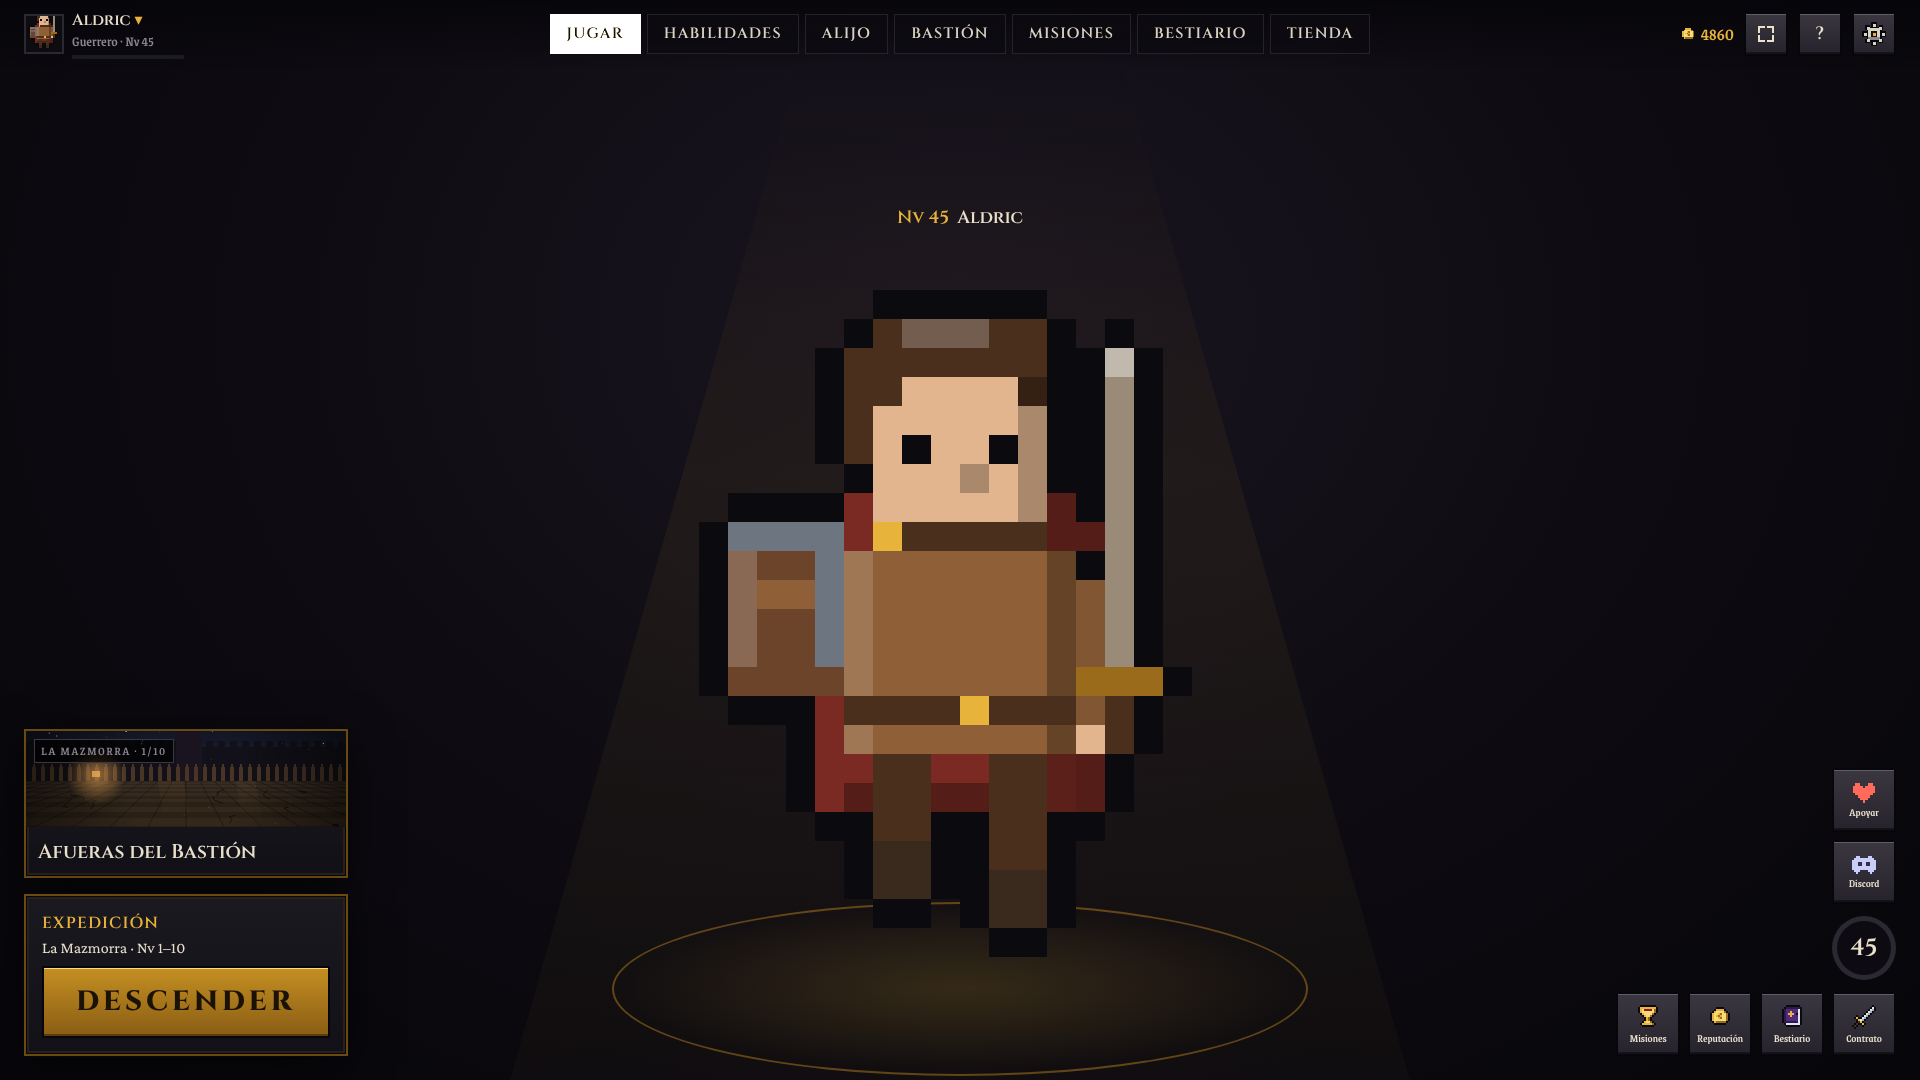 ALDRIC ▾
Guerrero · Nv 45
JUGAR
HABILIDADES
ALIJO
BASTIÓN
MISIONES
BESTIARIO
TIENDA
4860
?
Nv 45 ALDRIC
LA MAZMORRA · 1/10
AFUERAS DEL BASTIÓN
EXPEDICIÓN
La Mazmorra · Nv 1–10
DESCENDER
Apoyar
Discord
45
Misiones
Reputación
Bestiario
Contrato